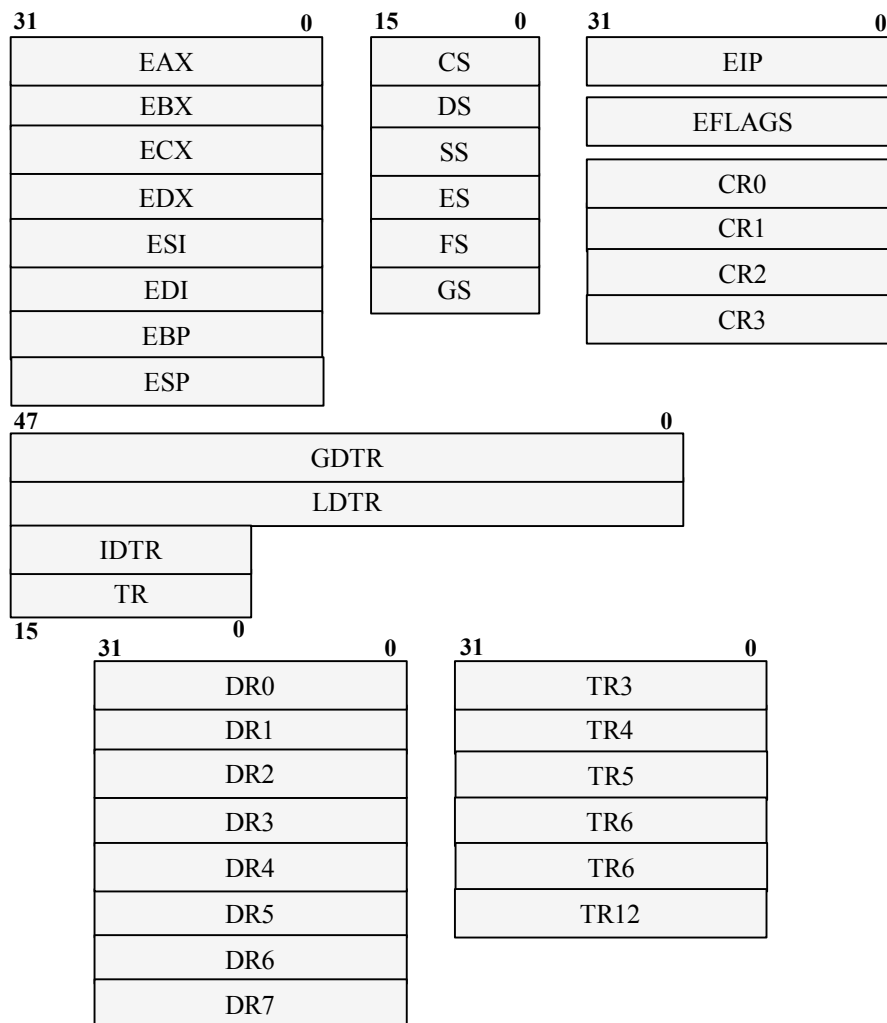 31 0
EAX
EBX
ECX
EDX
ESI
EDI
EBP
ESP
15 0
CS
DS
SS
ES
FS
GS
31 0
EIP
EFLAGS
CR0
CR1
CR2
CR3
47 0
GDTR
LDTR
IDTR
TR
15 0
31 0
DR0
DR1
DR2
DR3
DR4
DR5
DR6
DR7
31 0
TR3
TR4
TR5
TR6
TR6
TR12